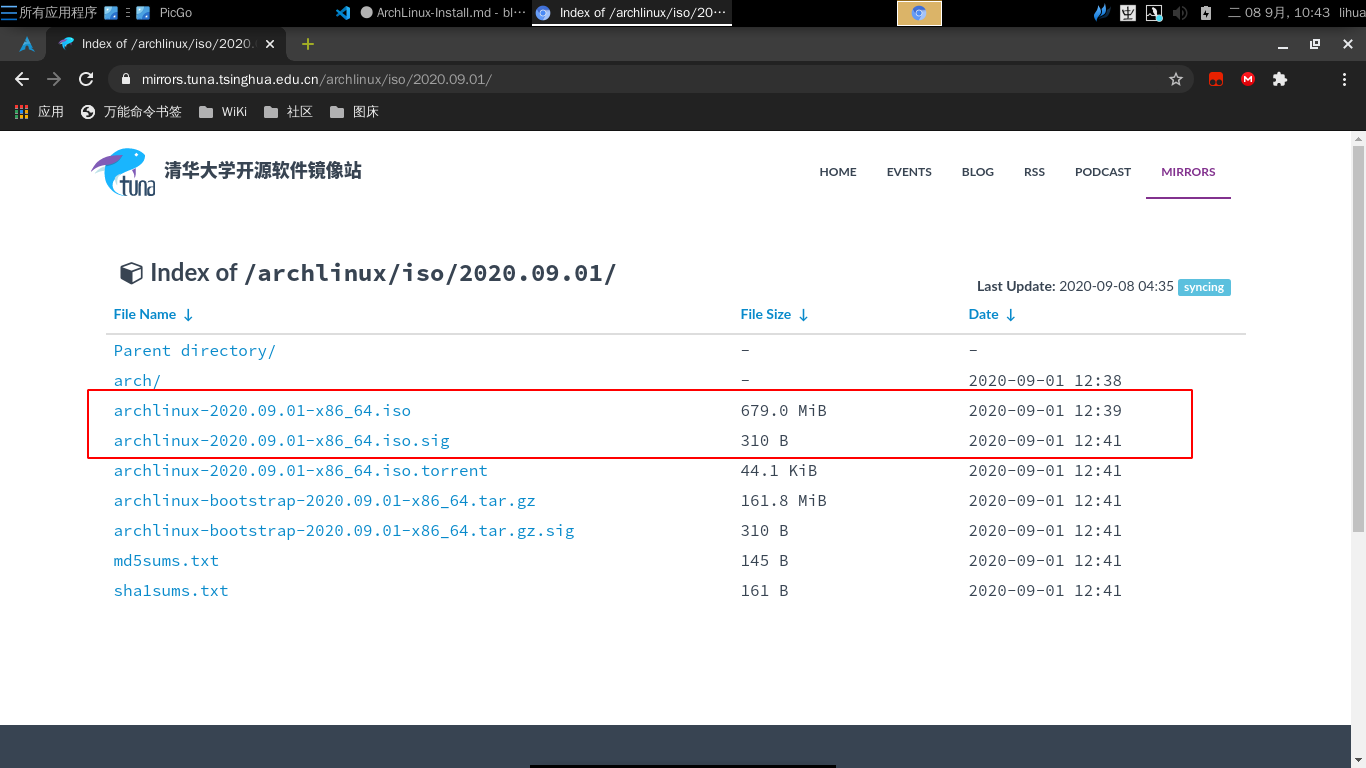 所有应用程序 PicGo ArchLinux-Install.md - bl… Index of /archlinux/iso/20… 二 08 9月, 10:43 lihua
Index of /archlinux/iso/2020.
mirrors.tuna.tsinghua.edu.cn/archlinux/iso/2020.09.01/
应用 万能命令书签 WiKi 社区 图床
tuna 清华大学开源软件镜像站 HOME EVENTS BLOG RSS PODCAST MIRRORS
Index of /archlinux/iso/2020.09.01/
Last Update: 2020-09-08 04:35 syncing
File Name ↓ File Size ↓ Date ↓
Parent directory/ - -
arch/ - 2020-09-01 12:38
archlinux-2020.09.01-x86_64.iso 679.0 MiB 2020-09-01 12:39
archlinux-2020.09.01-x86_64.iso.sig 310 B 2020-09-01 12:41
archlinux-2020.09.01-x86_64.iso.torrent 44.1 KiB 2020-09-01 12:41
archlinux-bootstrap-2020.09.01-x86_64.tar.gz 161.8 MiB 2020-09-01 12:41
archlinux-bootstrap-2020.09.01-x86_64.tar.gz.sig 310 B 2020-09-01 12:41
md5sums.txt 145 B 2020-09-01 12:41
sha1sums.txt 161 B 2020-09-01 12:41